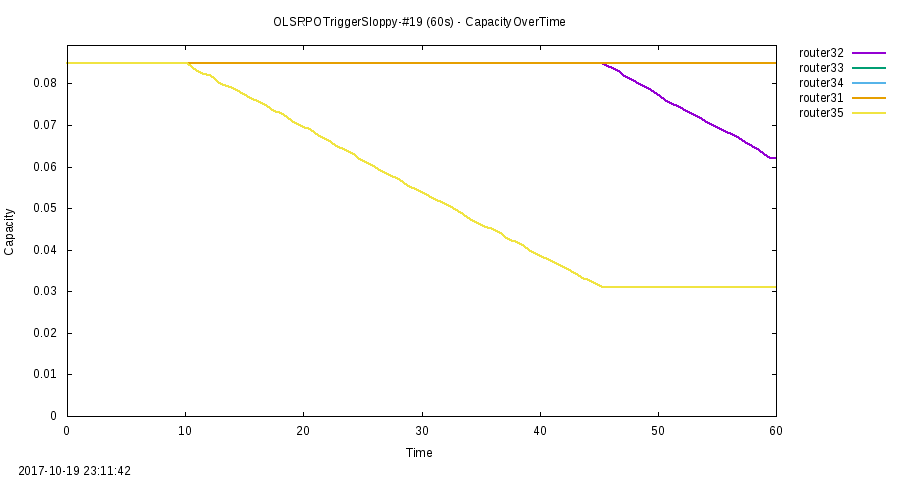 OLSRPOTriggerSloppy-#19 (60s) - CapacityOverTime
router32
router33
router34
router31
router35
0.08
0.07
0.06
0.05
0.04
0.03
0.02
0.01
0
Capacity
0 10 20 30 40 50 60
Time
2017-10-19 23:11:42